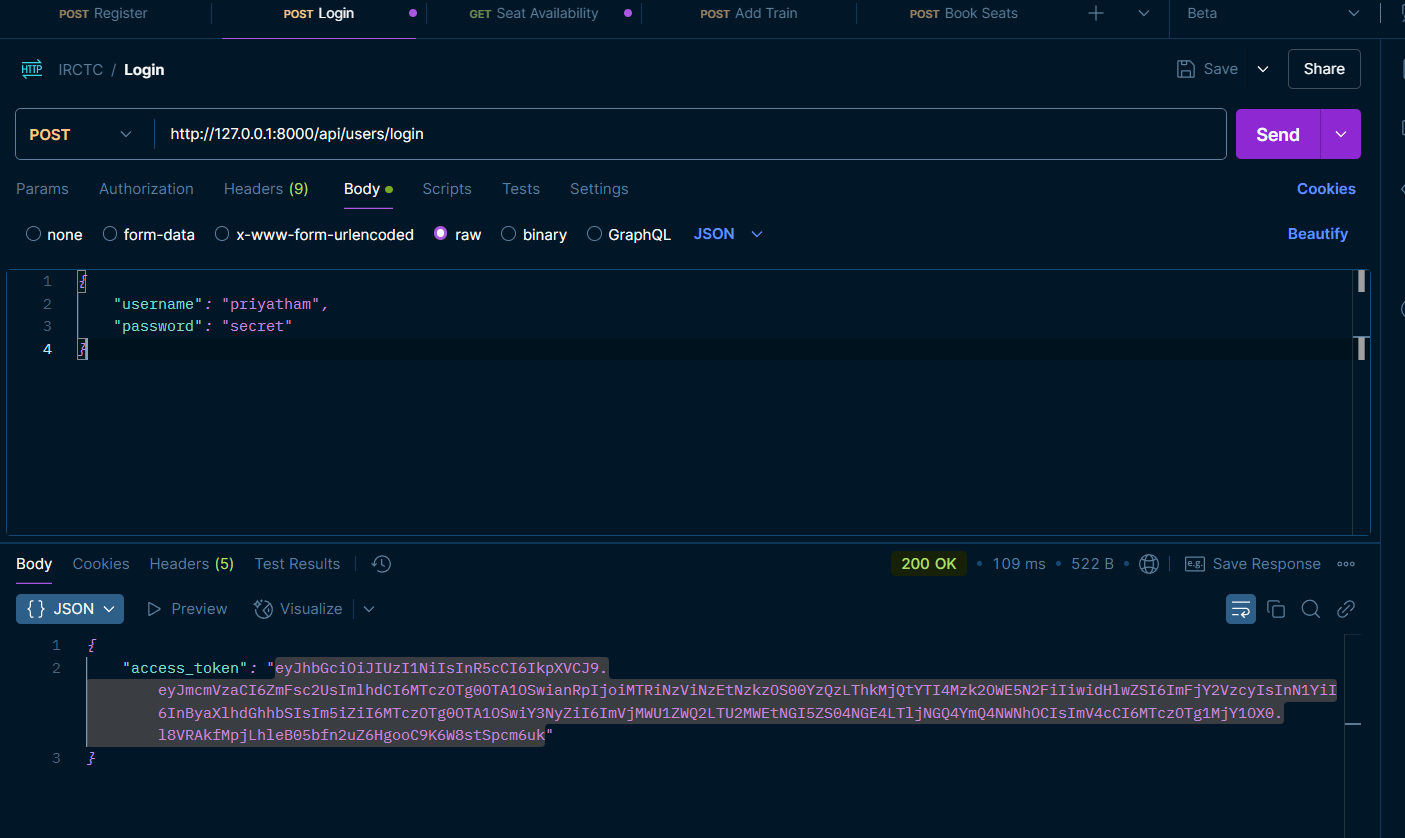 POST Register POST Login GET Seat Availability POST Add Train POST Book Seats Beta
HTTP IRCTC / Login Save Share
POST http://127.0.0.1:8000/api/users/login Send
Params Authorization Headers (9) Body Scripts Tests Settings Cookies
none form-data x-www-form-urlencoded raw binary GraphQL JSON Beautify
1 {
2 "username": "priyatham",
3 "password": "secret"
4 }
Body Cookies Headers (5) Test Results 200 OK • 109 ms • 522 B • e.g. Save Response
{} JSON Preview Visualize
1 {
2 "access_token": "eyJhbGciOiJIUzI1NiIsInR5cCI6IkpXVCJ9.
eyJmcmVzaCI6ZmFsc2UsImlhdCI6MTczOTg0OTA1OSwianRpIjoiMTRiNzViNzEtNzkzOS00YzQzLThkMjQtYTI4Mzk2OWE5N2FiIiwidHlwZSI6ImFjY2VzcyIsInN1YiI
6InByaXlhdGhhbSIsIm5iZiI6MTczOTg0OTA1OSwiY3NyZiI6ImVjMWU1ZWQ2LTU2MWEtNGI5ZS04NGE4LTljNGQ4YmQ4NWNhOCIsImV4cCI6MTczOTg1MjY1OX0.
l8VRAkfMpjLhleB05bfn2uZ6HgooC9K6W8stSpcm6uk"
3 }